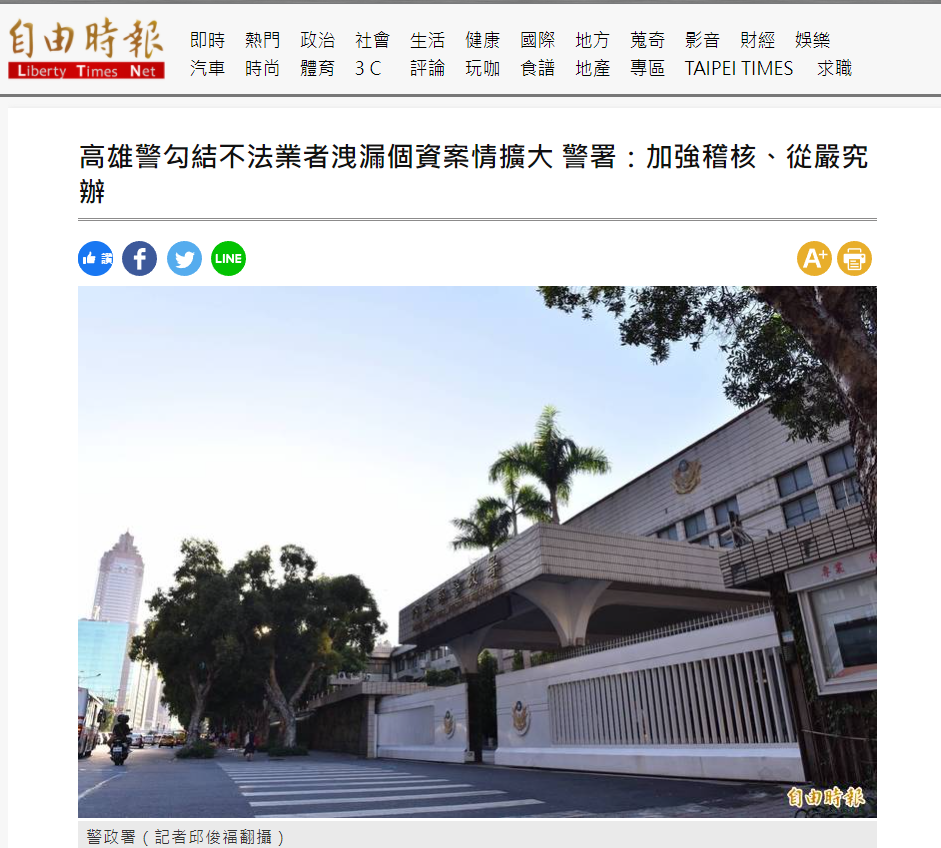 自由時報
Liberty Times Net
即時 熱門 政治 社會 生活 健康 國際 地方 蒐奇 影音 財經 娛樂
汽車 時尚 體育 3 C 評論 玩咖 食譜 地產 專區 TAIPEI TIMES 求職
高雄警勾結不法業者洩漏個資案情擴大 警署：加強稽核、從嚴究
辦
讚
LINE
A+
自由時報
警政署（記者邱俊福翻攝）